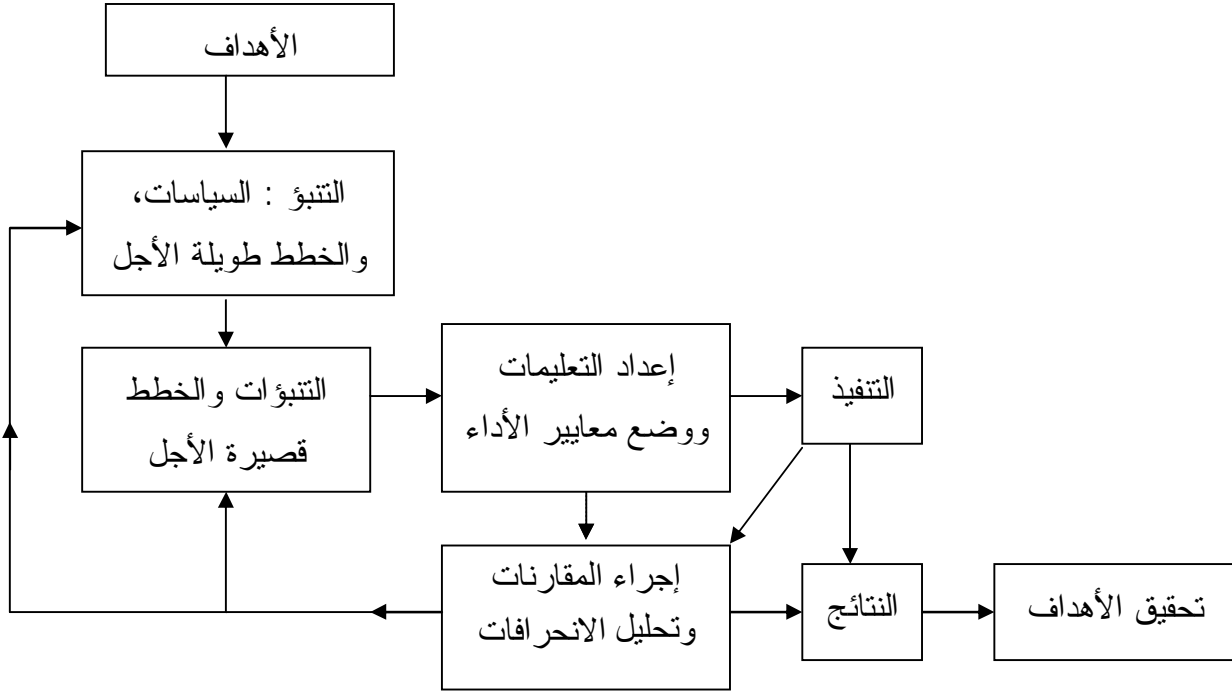 الأهداف
التنبؤ : السياسات،
والخطط طويلة الأجل
التنبؤات والخطط
قصيرة الأجل
إعداد التعليمات
ووضع معايير الأداء
التنفيذ
إجراء المقارنات
وتحليل الانحرافات
النتائج
تحقيق الأهداف